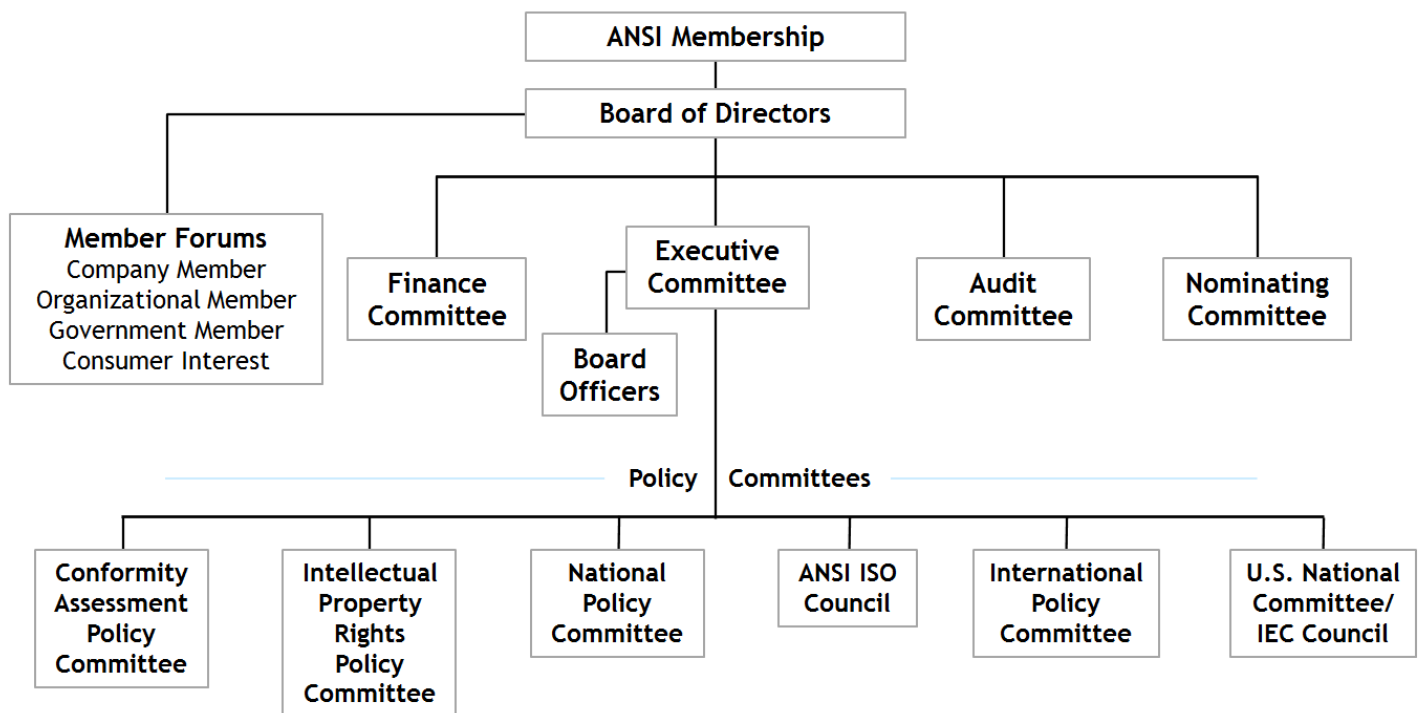 ANSI Membership
Board of Directors
Member Forums
Company Member
Organizational Member
Government Member
Consumer Interest
Finance
Committee
Executive
Committee
Board
Officers
Audit
Committee
Nominating
Committee
Policy Committees
Conformity
Assessment
Policy
Committee
Intellectual
Property
Rights
Policy
Committee
National
Policy
Committee
ANSI ISO
Council
International
Policy
Committee
U.S. National
Committee/
IEC Council